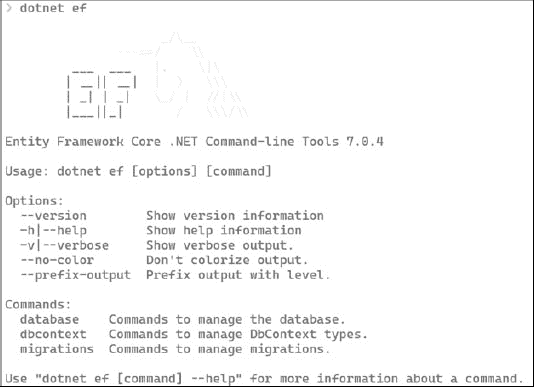 > dotnet ef
Entity Framework Core .NET Command-line Tools 7.0.4
Usage: dotnet ef [options] [command]
Options:
--version Show version information
-h|--help Show help information
-v|--verbose Show verbose output.
--no-color Don't colorize output.
--prefix-output Prefix output with level.
Commands:
database Commands to manage the database.
dbcontext Commands to manage DbContext types.
migrations Commands to manage migrations.
Use "dotnet ef [command] --help" for more information about a command.